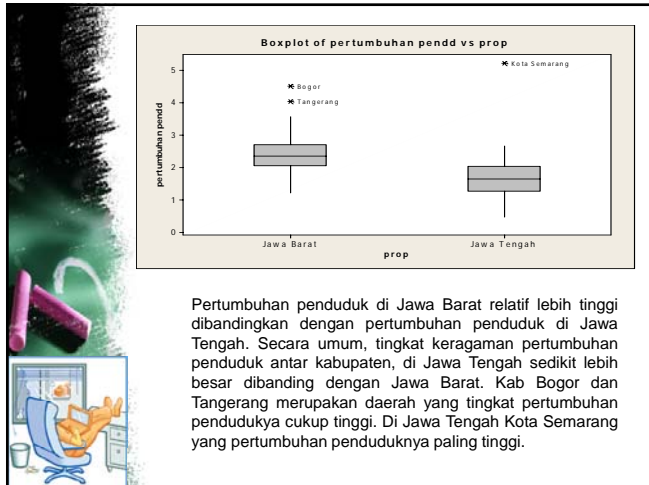 Boxplot of pertumbuhan pendd vs prop
pertumbuhan pendd
5
4
3
2
1
0
Kota Semarang
Bogor
Tangerang
Jawa Barat
Jawa Tengah
prop
Pertumbuhan penduduk di Jawa Barat relatif lebih tinggi
dibandingkan dengan pertumbuhan penduduk di Jawa
Tengah. Secara umum, tingkat keragaman pertumbuhan
penduduk antar kabupaten, di Jawa Tengah sedikit lebih
besar dibanding dengan Jawa Barat. Kab Bogor dan
Tangerang merupakan daerah yang tingkat pertumbuhan
pendudukya cukup tinggi. Di Jawa Tengah Kota Semarang
yang pertumbuhan penduduknya paling tinggi.